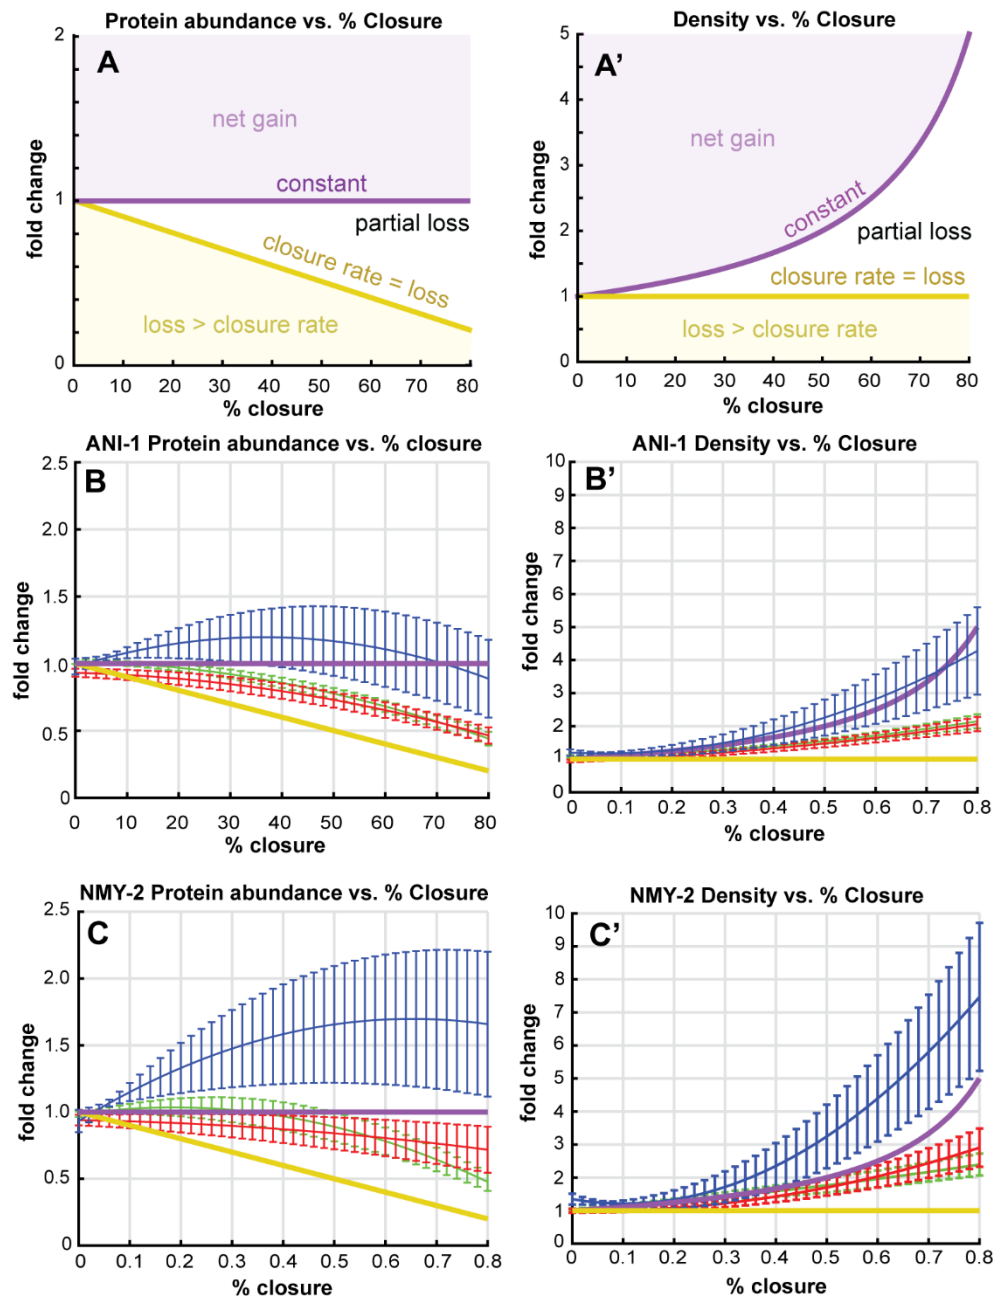 Protein abundance vs. % Closure
A
2
1
0
fold change
net gain
constant
partial loss
closure rate = loss
loss > closure rate
0 10 20 30 40 50 60 70 80
% closure
Density vs. % Closure
A’
5
4
3
2
1
0
fold change
net gain
constant
partial loss
closure rate = loss
loss > closure rate
0 10 20 30 40 50 60 70 80
% closure
ANI-1 Protein abundance vs. % closure
B
2.5
2.0
1.5
1.0
0.5
0
fold change
0 10 20 30 40 50 60 70 80
% closure
ANI-1 Density vs. % Closure
B’
10
9
8
7
6
5
4
3
2
1
0
fold change
0 0.1 0.2 0.3 0.4 0.5 0.6 0.7 0.8
% closure
NMY-2 Protein abundance vs. % Closure
C
2.5
2.0
1.5
1.0
0.5
0
fold change
0 0.1 0.2 0.3 0.4 0.5 0.6 0.7 0.8
% closure
NMY-2 Density vs. % Closure
C’
10
9
8
7
6
5
4
3
2
1
0
fold change
0 0.1 0.2 0.3 0.4 0.5 0.6 0.7 0.8
% closure